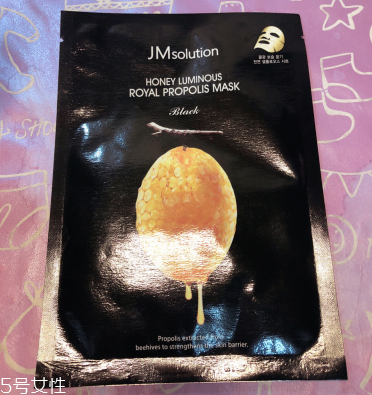 JMsolution
HONEY LUMINOUS
ROYAL PROPOLIS MASK
Black
Propolis extracted from
beehives to strengthens the skin barrier.
5号女性